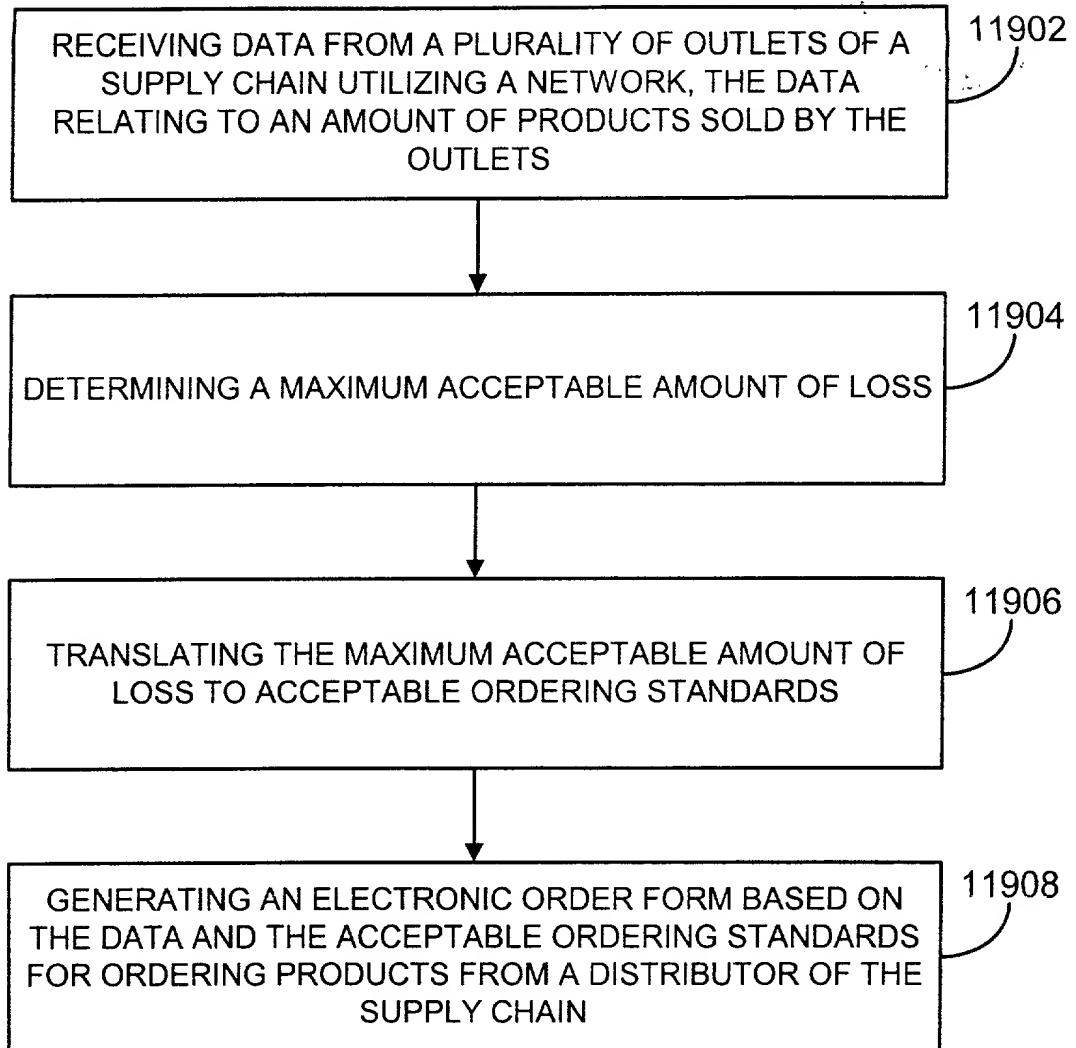 RECEIVING DATA FROM A PLURALITY OF OUTLETS OF A
SUPPLY CHAIN UTILIZING A NETWORK, THE DATA
RELATING TO AN AMOUNT OF PRODUCTS SOLD BY THE
OUTLETS
11902
DETERMINING A MAXIMUM ACCEPTABLE AMOUNT OF LOSS
11904
TRANSLATING THE MAXIMUM ACCEPTABLE AMOUNT OF
LOSS TO ACCEPTABLE ORDERING STANDARDS
11906
GENERATING AN ELECTRONIC ORDER FORM BASED ON
THE DATA AND THE ACCEPTABLE ORDERING STANDARDS
FOR ORDERING PRODUCTS FROM A DISTRIBUTOR OF THE
SUPPLY CHAIN
11908